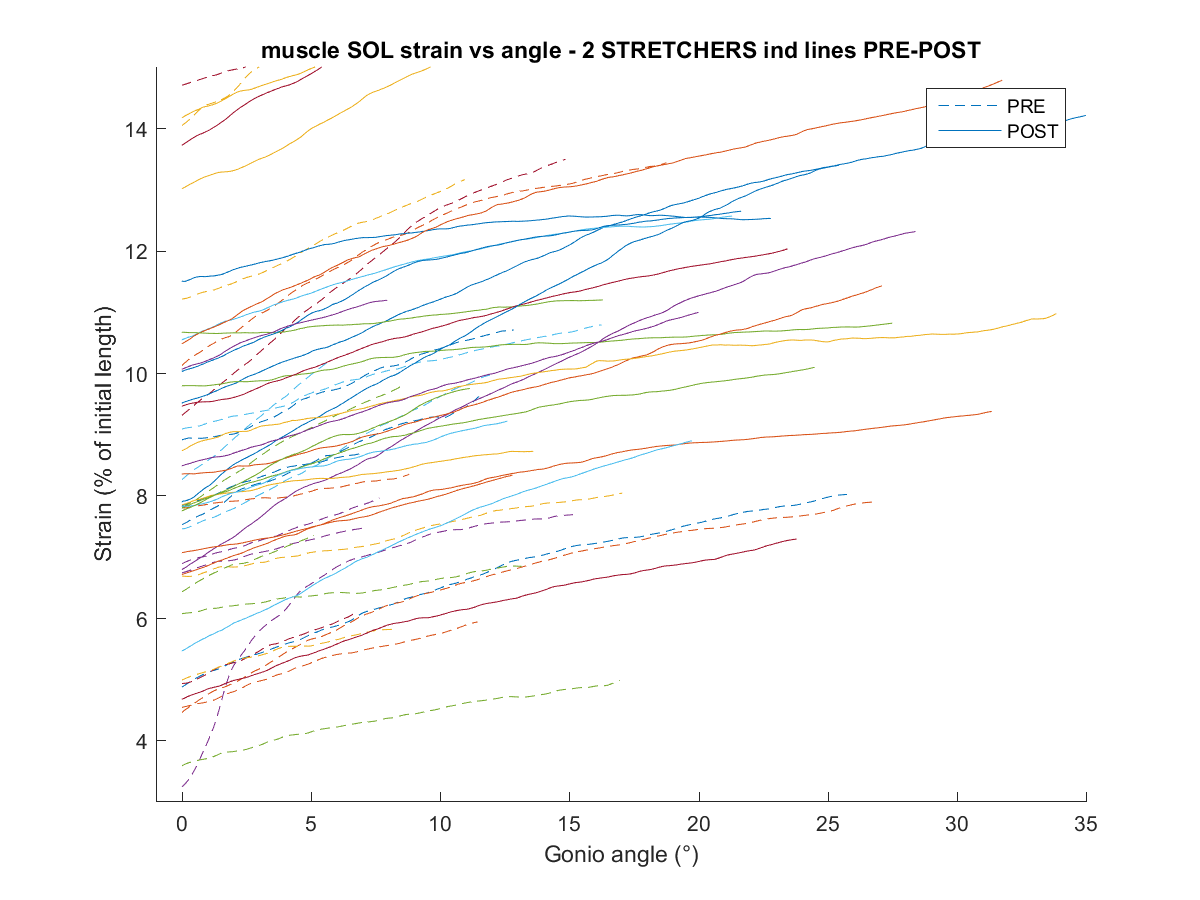 muscle SOL strain vs angle - 2 STRETCHERS ind lines PRE-POST
PRE
POST
14
12
10
8
6
4
Strain (% of initial length)
0 5 10 15 20 25 30 35
Gonio angle (°)